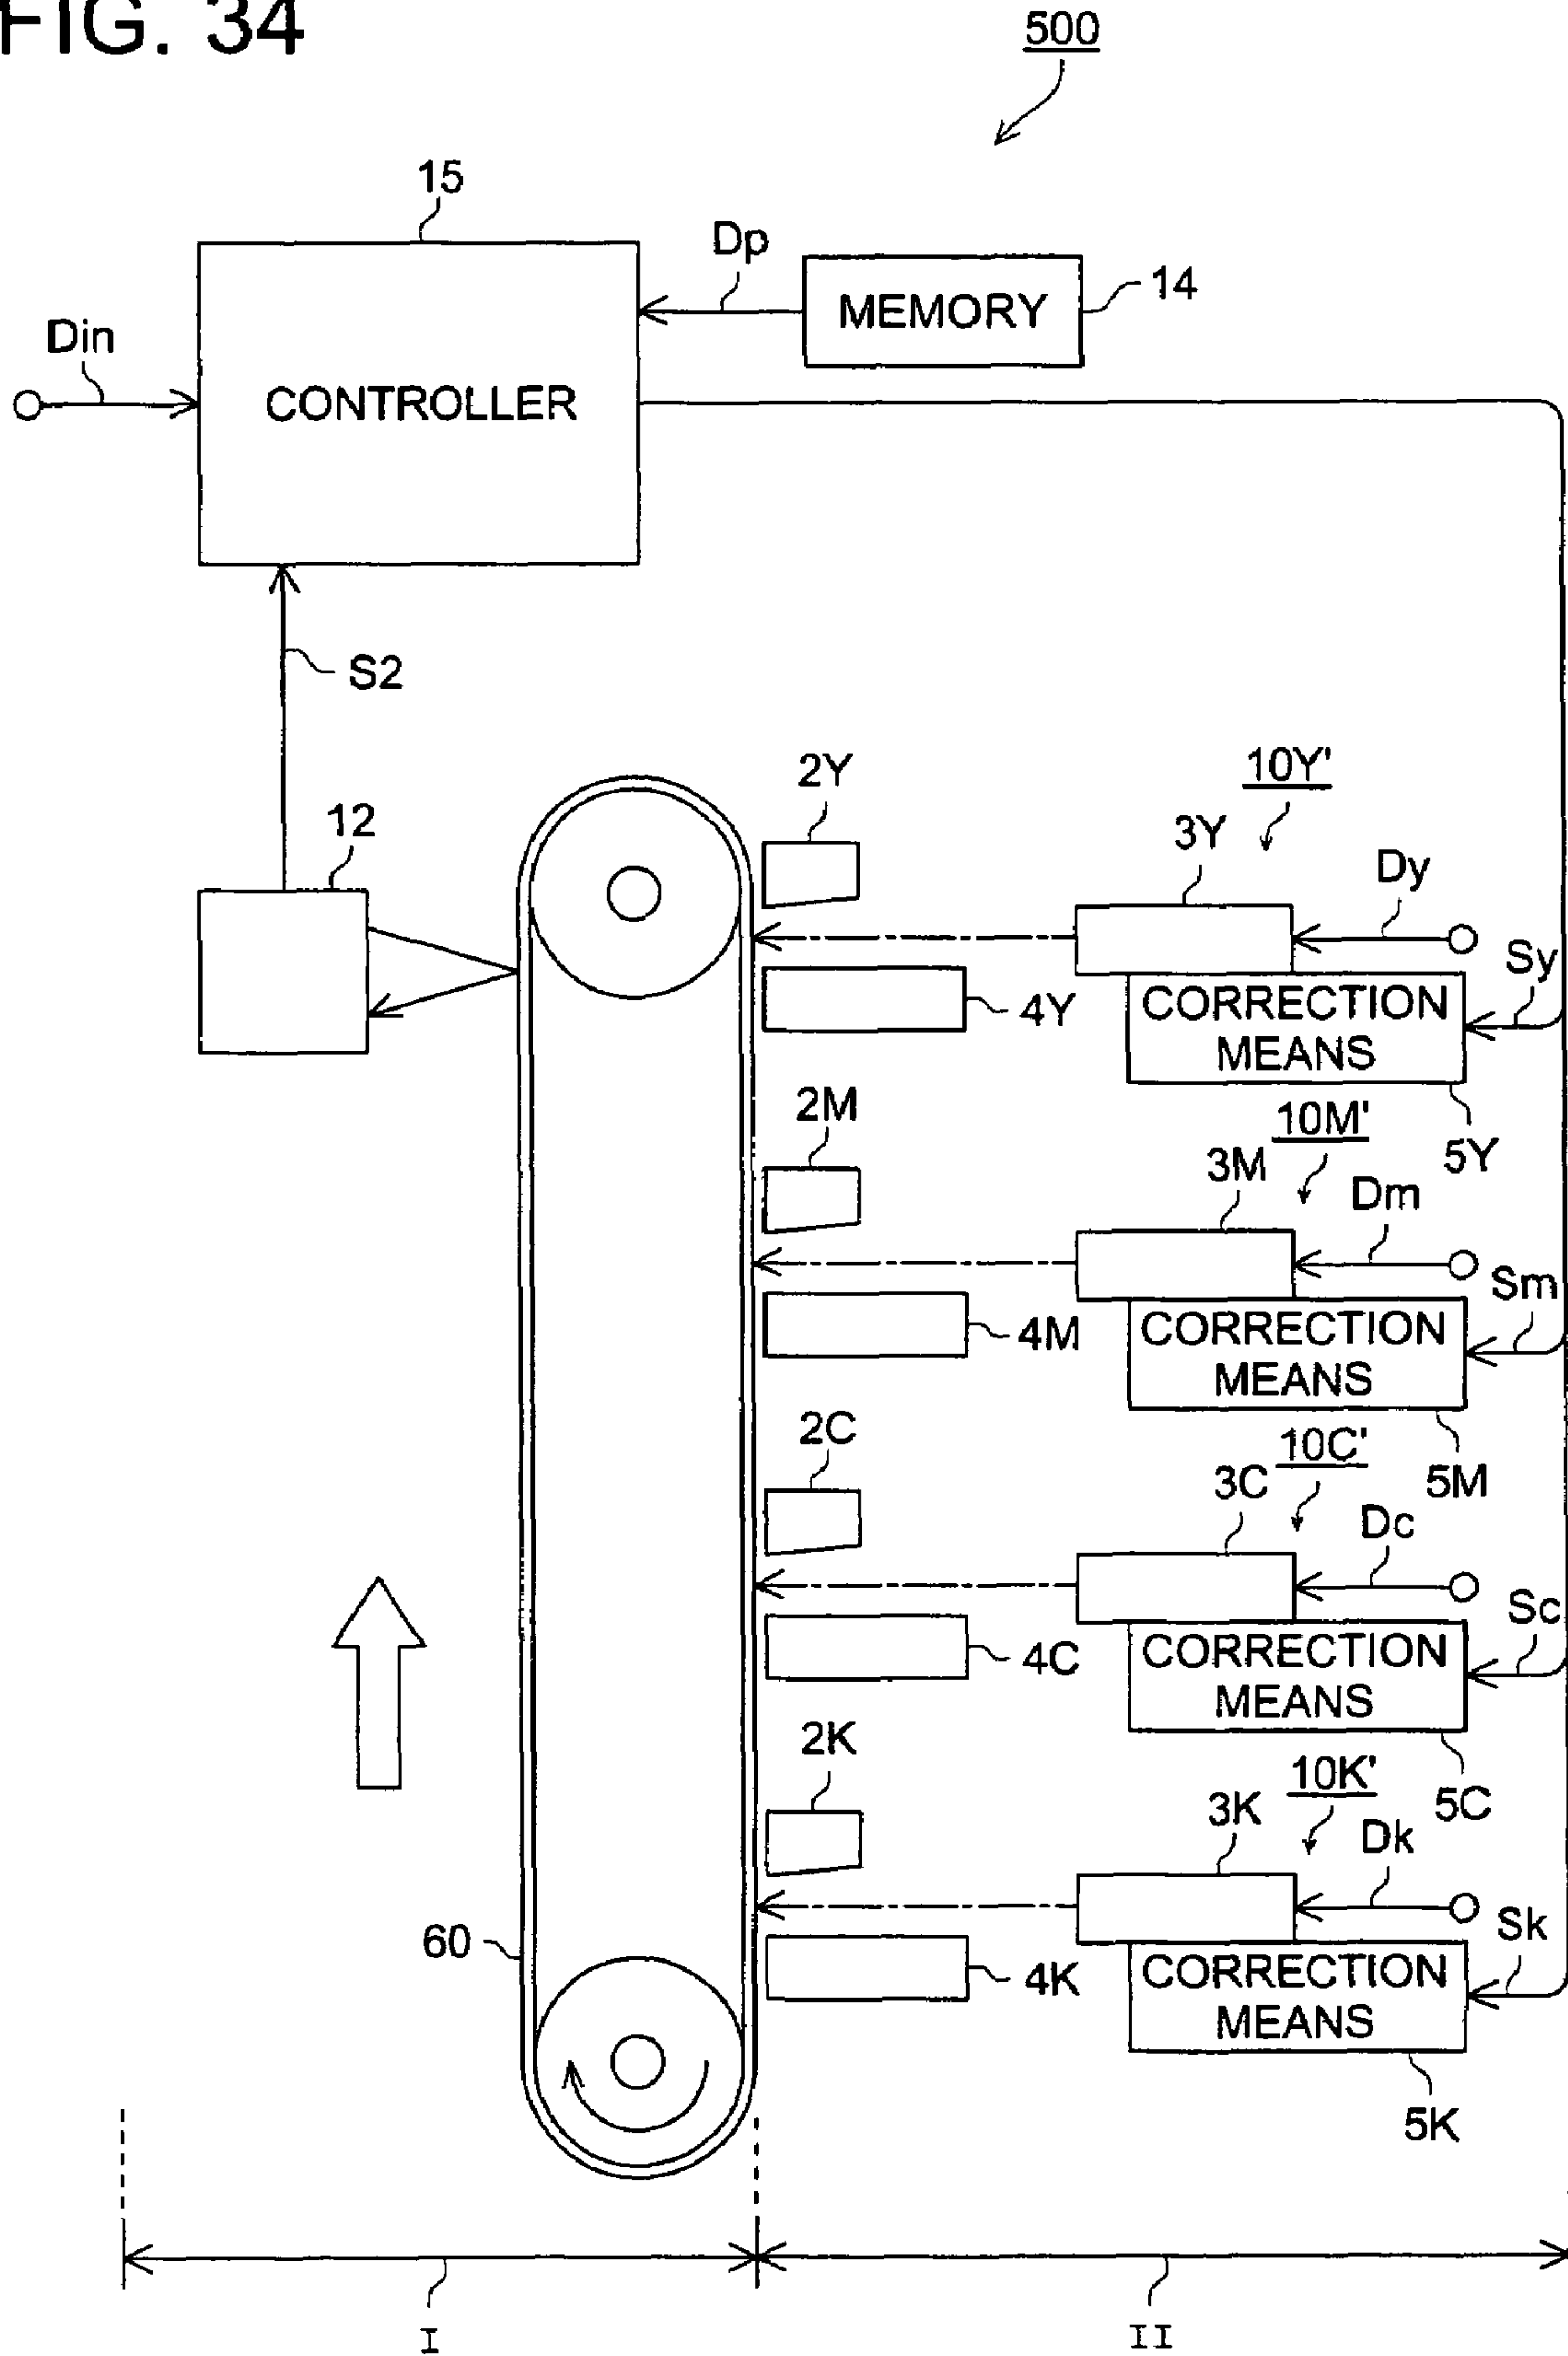 FIG. 34
500
15
Dp
MEMORY
14
Din
CONTROLLER
S2
12
2Y
10Y'
3Y
Dy
Sy
4Y
CORRECTION
MEANS
5Y
2M
10M'
3M
Dm
Sm
4M
CORRECTION
MEANS
5M
2C
10C'
3C
Dc
Sc
4C
CORRECTION
MEANS
5C
2K
10K'
3K
Dk
Sk
60
4K
CORRECTION
MEANS
5K
I
II